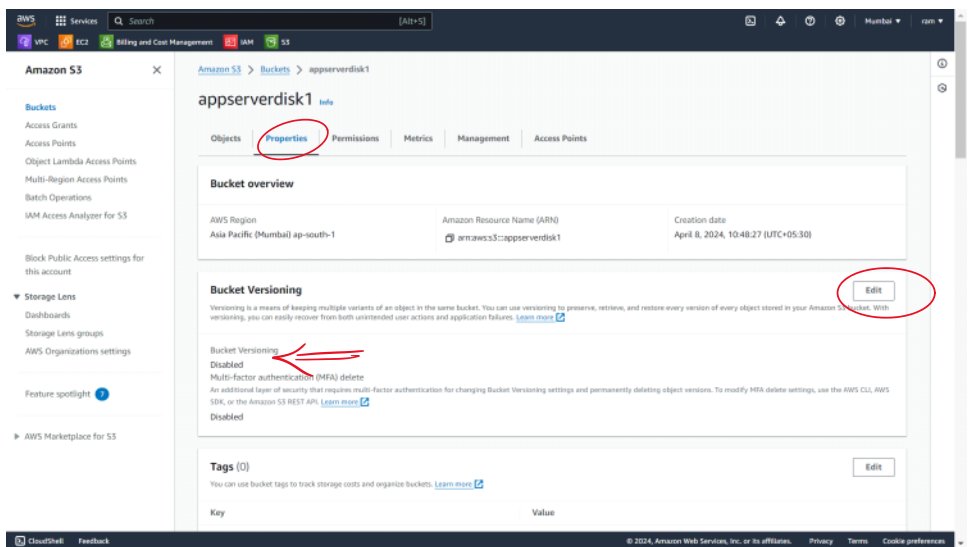 aws
Services
Search
[Alt+S]
Mumbai
ram
VPC
EC2
Billing and Cost Management
IAM
S3
Amazon S3
Buckets
Access Grants
Access Points
Object Lambda Access Points
Multi-Region Access Points
Batch Operations
IAM Access Analyzer for S3
Block Public Access settings for
this account
Storage Lens
Dashboards
Storage Lens groups
AWS Organizations settings
Feature spotlight 7
AWS Marketplace for S3
Amazon S3 > Buckets > appserverdisk1
appserverdisk1 Info
Objects
Properties
Permissions
Metrics
Management
Access Points
Bucket overview
AWS Region
Asia Pacific (Mumbai) ap-south-1
Amazon Resource Name (ARN)
arn:aws:s3:::appserverdisk1
Creation date
April 8, 2024, 10:48:27 (UTC+05:30)
Bucket Versioning
Edit
Versioning is a means of keeping multiple variants of an object in the same bucket. You can use versioning to preserve, retrieve, and restore every version of every object stored in your Amazon S3 bucket. With
versioning, you can easily recover from both unintended user actions and application failures. Learn more
Bucket Versioning
Disabled
Multi-factor authentication (MFA) delete
An additional layer of security that requires multi-factor authentication for changing Bucket Versioning settings and permanently deleting object versions. To modify MFA delete settings, use the AWS CLI, AWS
SDK, or the Amazon S3 REST API. Learn more
Disabled
Tags (0)
Edit
You can use bucket tags to track storage costs and organize buckets. Learn more
Key
Value
CloudShell
Feedback
© 2024, Amazon Web Services, Inc. or its affiliates.
Privacy
Terms
Cookie preferences